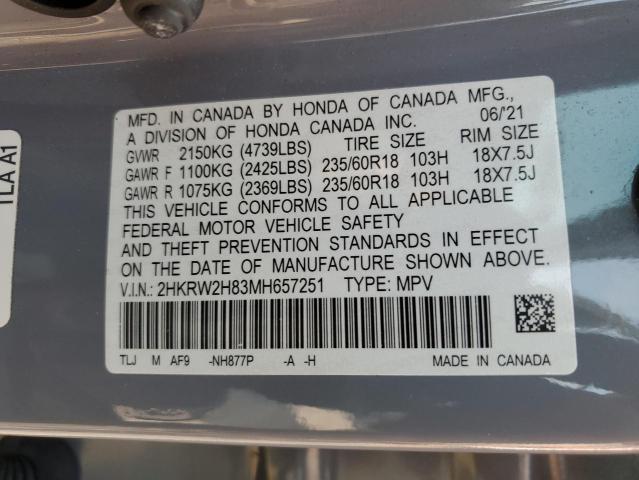 MFD. IN CANADA BY HONDA OF CANADA MFG.,
A DIVISION OF HONDA CANADA INC. 06/'21
GVWR 2150KG (4739LBS) TIRE SIZE RIM SIZE
GAWR F 1100KG (2425LBS) 235/60R18 103H 18X7.5J
GAWR R 1075KG (2369LBS) 235/60R18 103H 18X7.5J
THIS VEHICLE CONFORMS TO ALL APPLICABLE
FEDERAL MOTOR VEHICLE SAFETY
AND THEFT PREVENTION STANDARDS IN EFFECT
ON THE DATE OF MANUFACTURE SHOWN ABOVE.
V.I.N.: 2HKRW2H83MH657251 TYPE: MPV
TLJ M AF9 -NH877P -A -H MADE IN CANADA
TLA A1